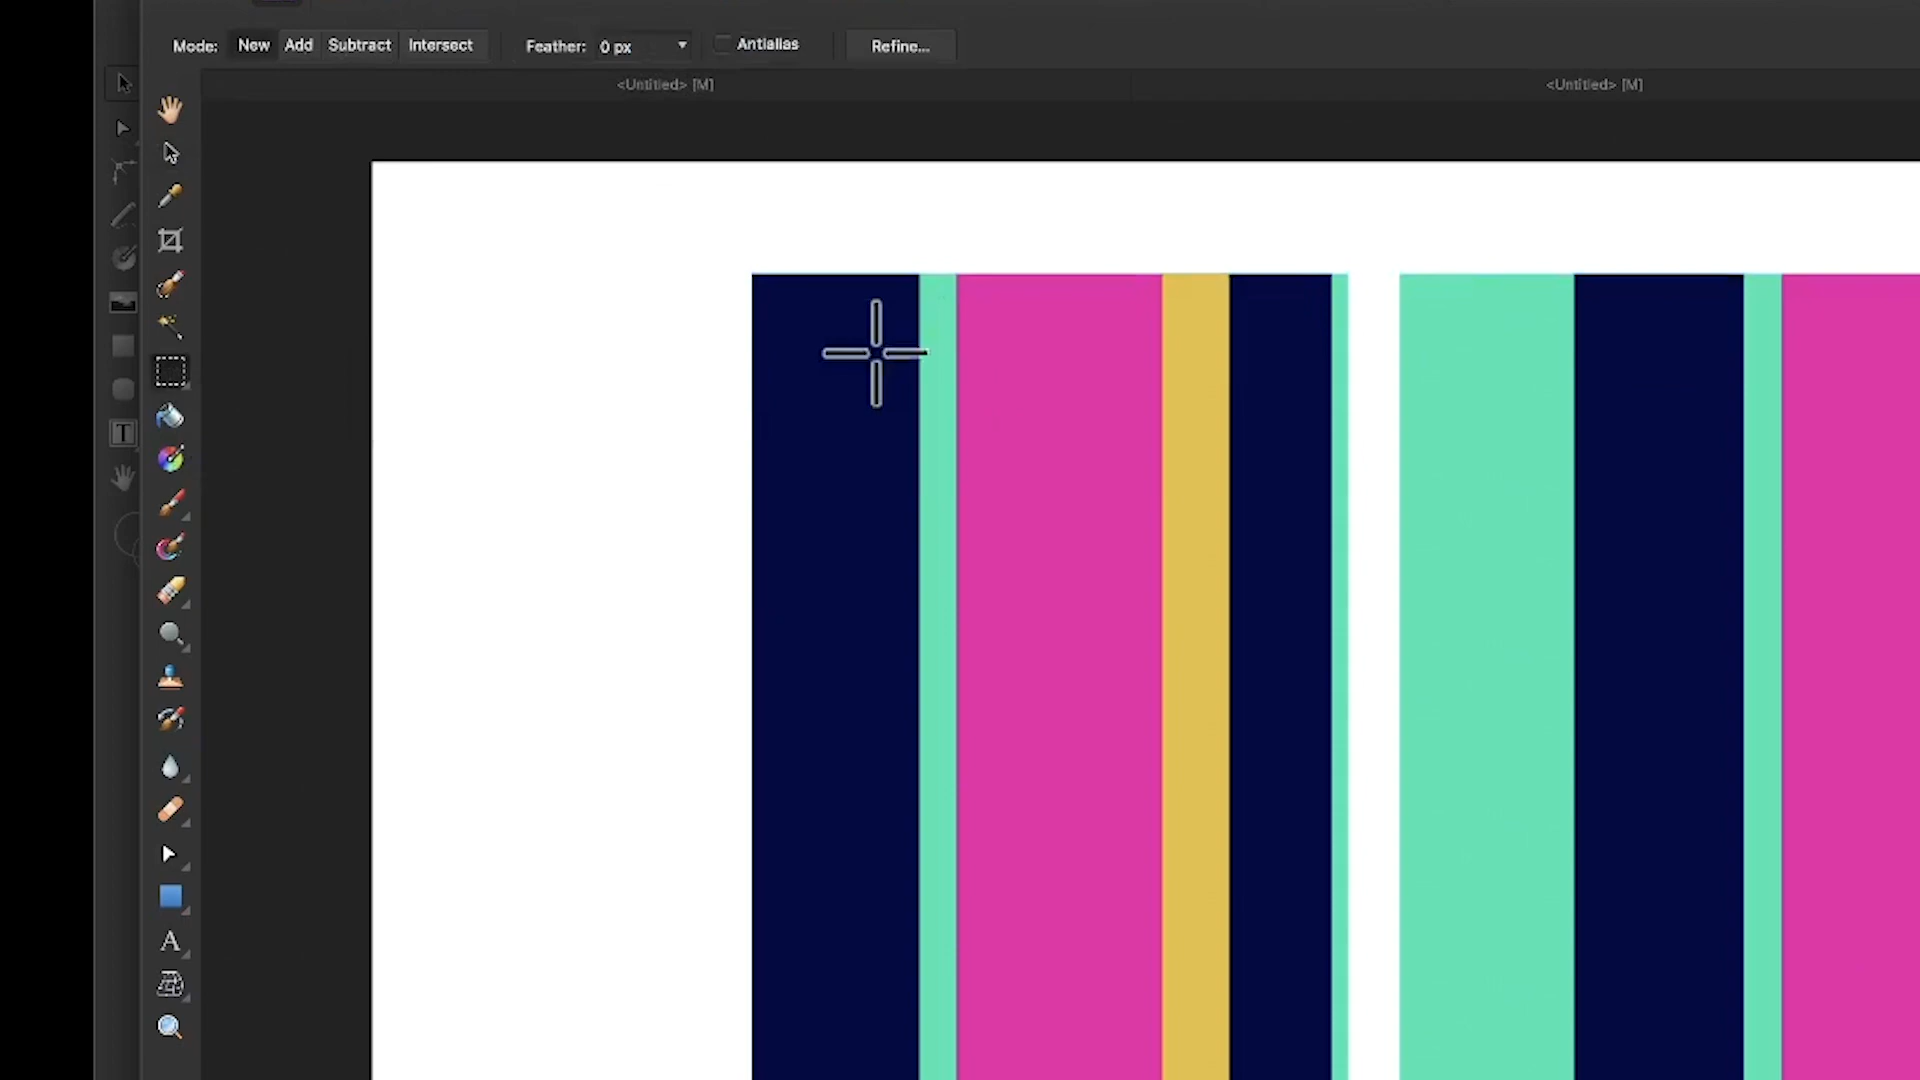 Mode: New Add Subtract Intersect Feather: 0 px Antialias Refine...
<Untitled> [M] <Untitled> [M]
T
A